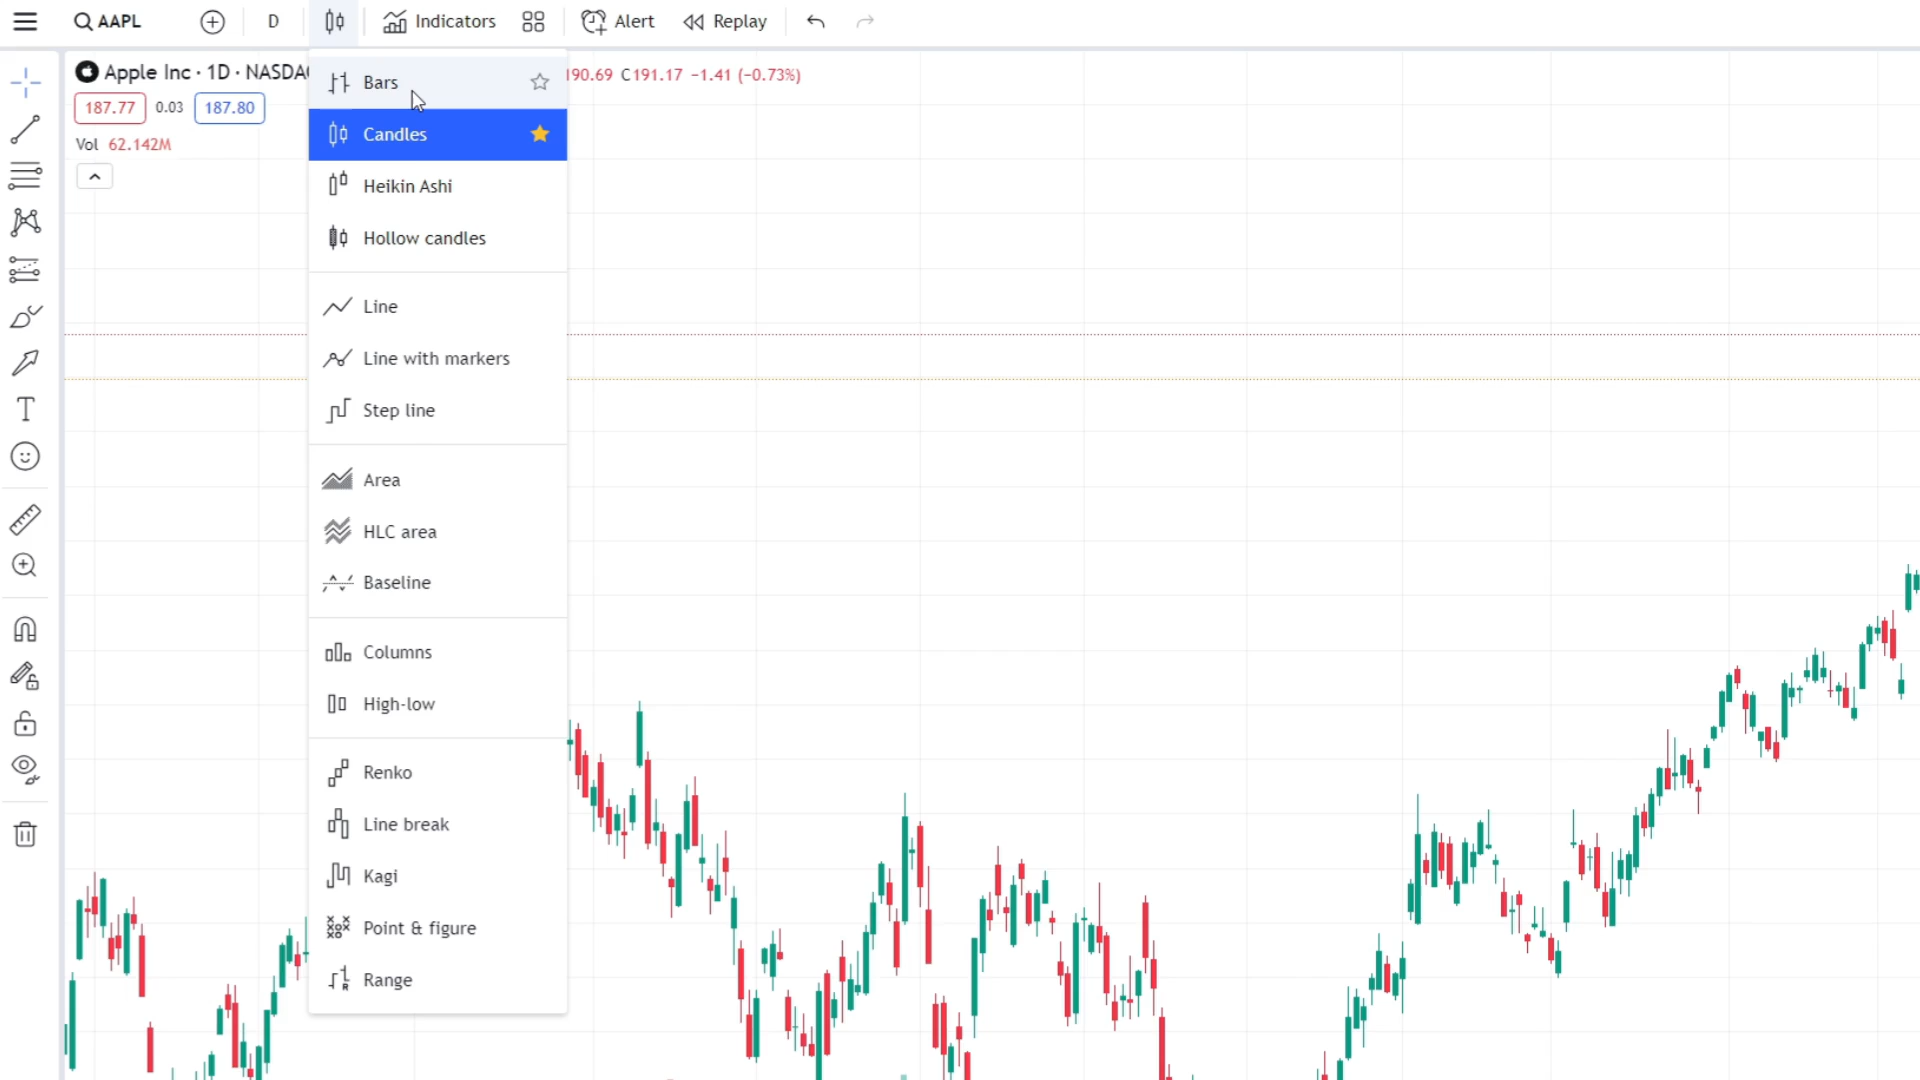 AAPL D Indicators Alert Replay
Apple Inc · 1D · NASDA 190.69 C191.17 −1.41 (−0.73%)
187.77 0.03 187.80
Vol 62.142M
Bars
Candles
Heikin Ashi
Hollow candles
Line
Line with markers
Step line
Area
HLC area
Baseline
Columns
High-low
Renko
Line break
Kagi
Point & figure
Range